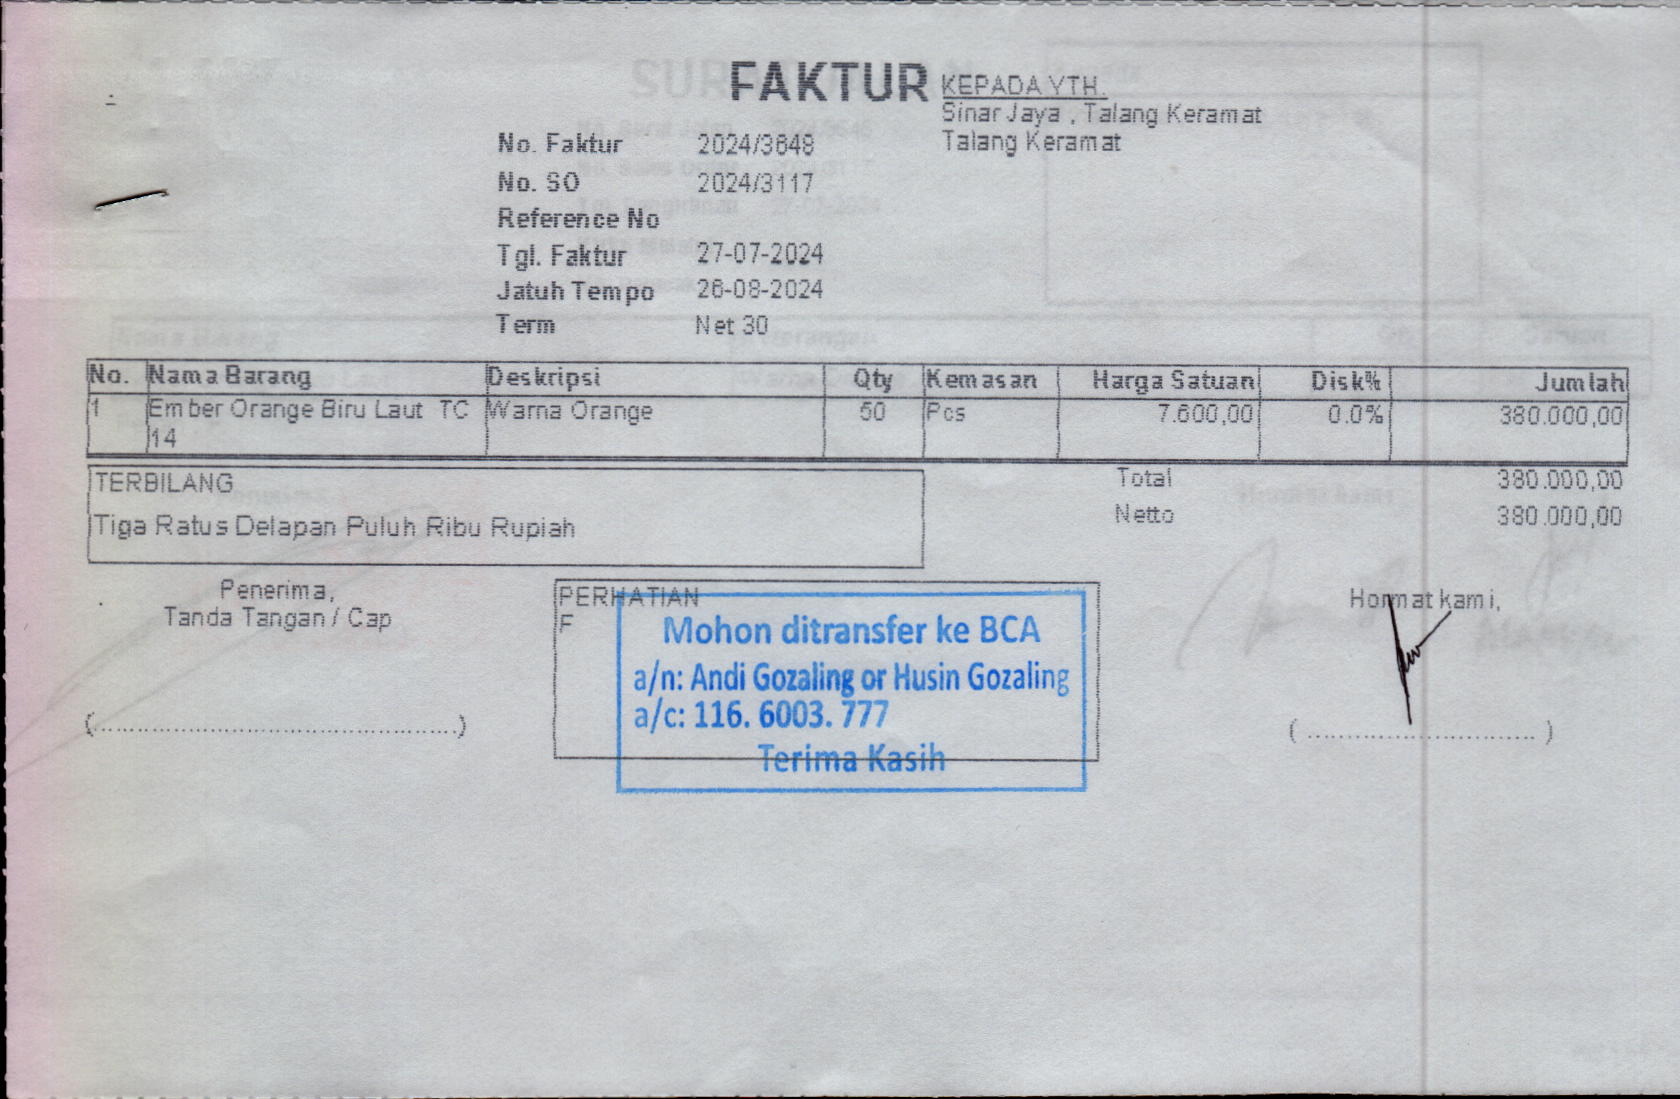 FAKTUR
KEPADA YTH.
Sinar Jaya , Talang Keramat
Talang Keramat
No. Faktur 2024/3648
No. SO 2024/3117
Reference No
Tgl. Faktur 27-07-2024
Jatuh Tempo 26-08-2024
Term Net 30
No. Nama Barang Deskripsi Qty Kemasan Harga Satuan Disk% Jumlah
1 Ember Orange Biru Laut TC Warna Orange 50 Pcs 7.600,00 0.0% 380.000,00
14
TERBILANG
Tiga Ratus Delapan Puluh Ribu Rupiah
Total 380.000,00
Netto 380.000,00
Penerima,
Tanda Tangan / Cap
(..............................................)
PERHATIAN
F
Mohon ditransfer ke BCA
a/n: Andi Gozaling or Husin Gozaling
a/c: 116. 6003. 777
Terima Kasih
Hormat kami,
( ............................. )